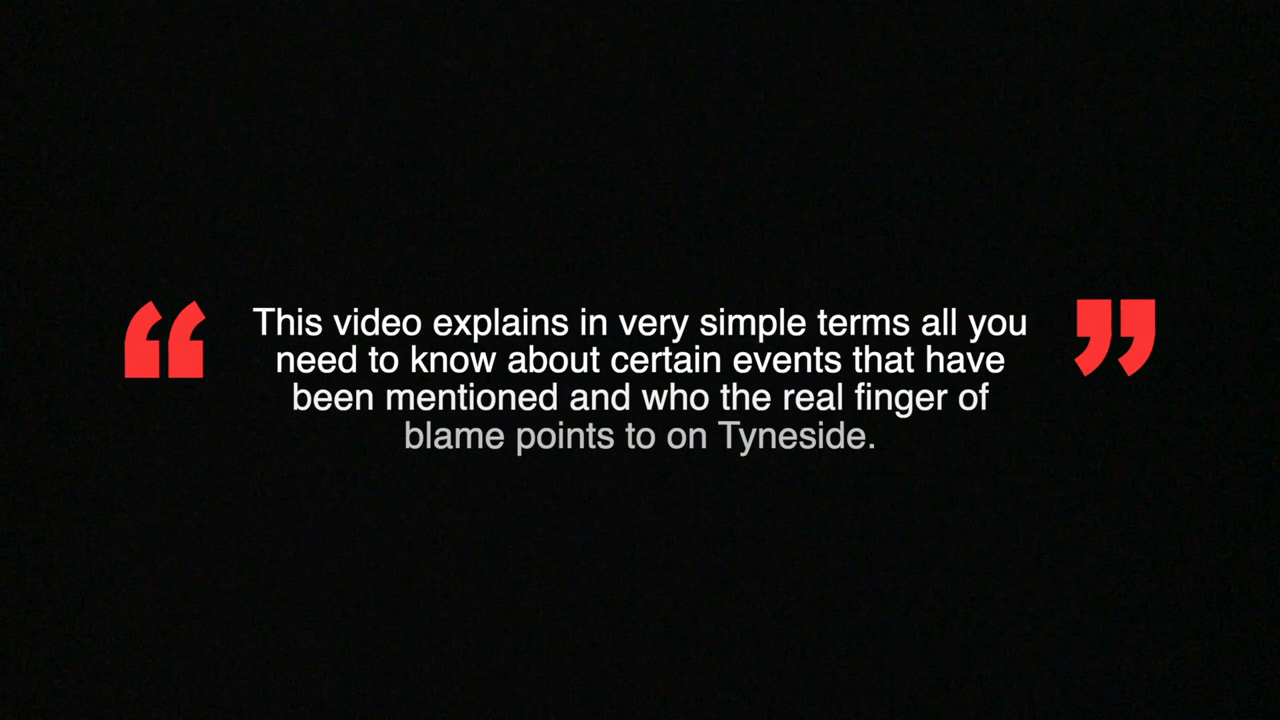 “ This video explains in very simple terms all you ”
need to know about certain events that have
been mentioned and who the real finger of
blame points to on Tyneside.